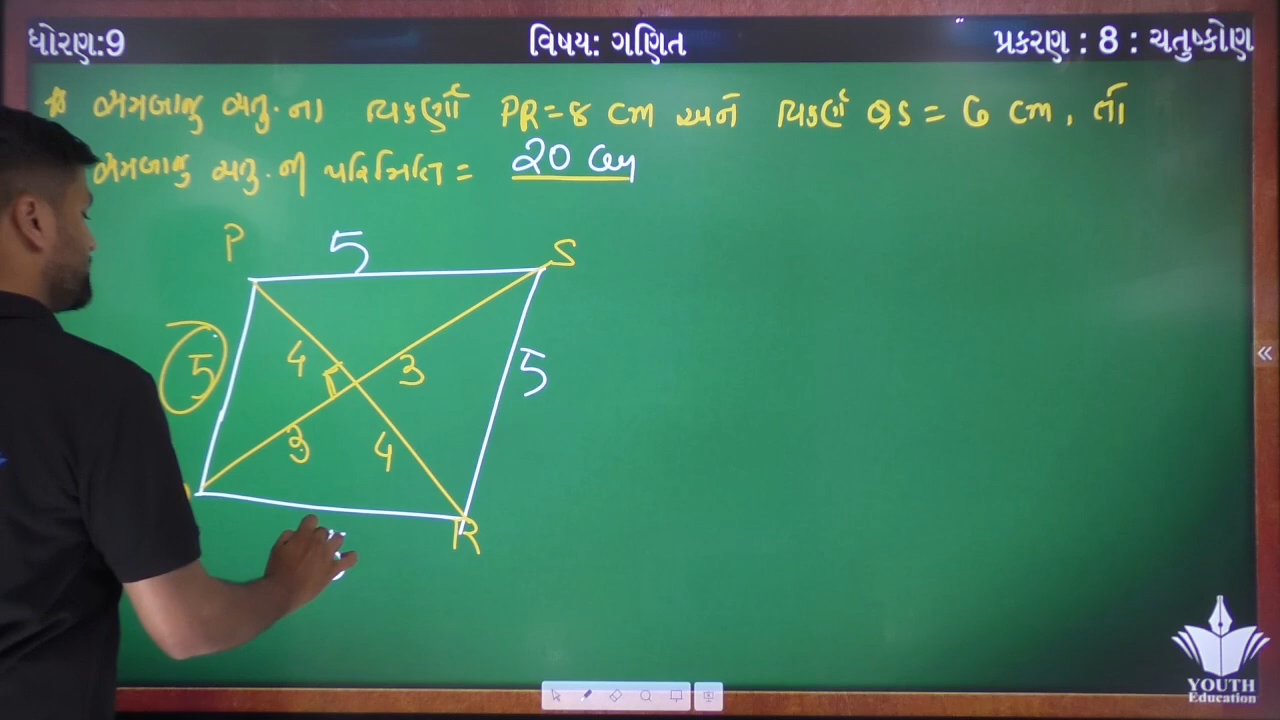 ધોરણ:9 વિષય: ગણિત પ્રકરણ : 8 : ચતુષ્કોણ
* સમબાજુ ચતુ. ના વિકર્ણો PR = 8 cm અને વિકર્ણ QS = 6 cm, તો
સમબાજુ ચતુ. ની પરિમિતિ = 20 cm
P 5 S
5 4 3 5
3 4
R
YOUTH
Education